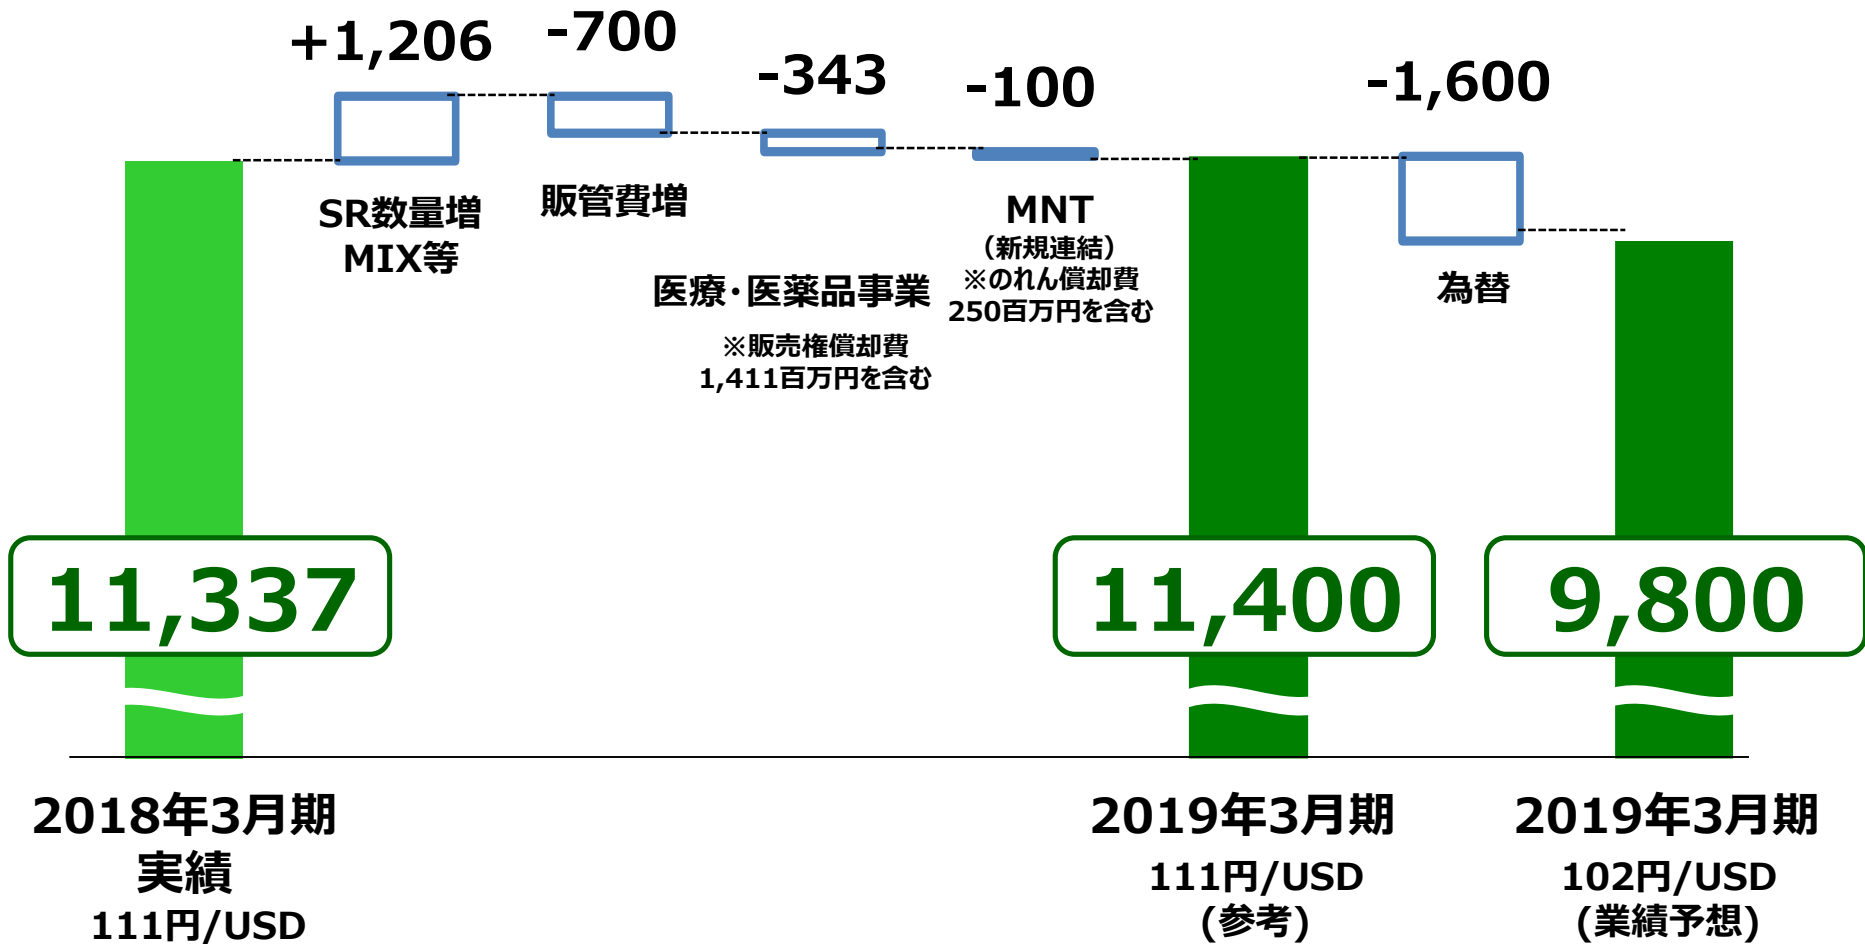 +1,206
-700
-343
-100
-1,600
SR数量増
MIX等
販管費増
医療・医薬品事業
※販売権償却費
1,411百万円を含む
MNT
（新規連結）
※のれん償却費
250百万円を含む
為替
11,337
11,400
9,800
2018年3月期
実績
111円/USD
2019年3月期
111円/USD
(参考)
2019年3月期
102円/USD
(業績予想)